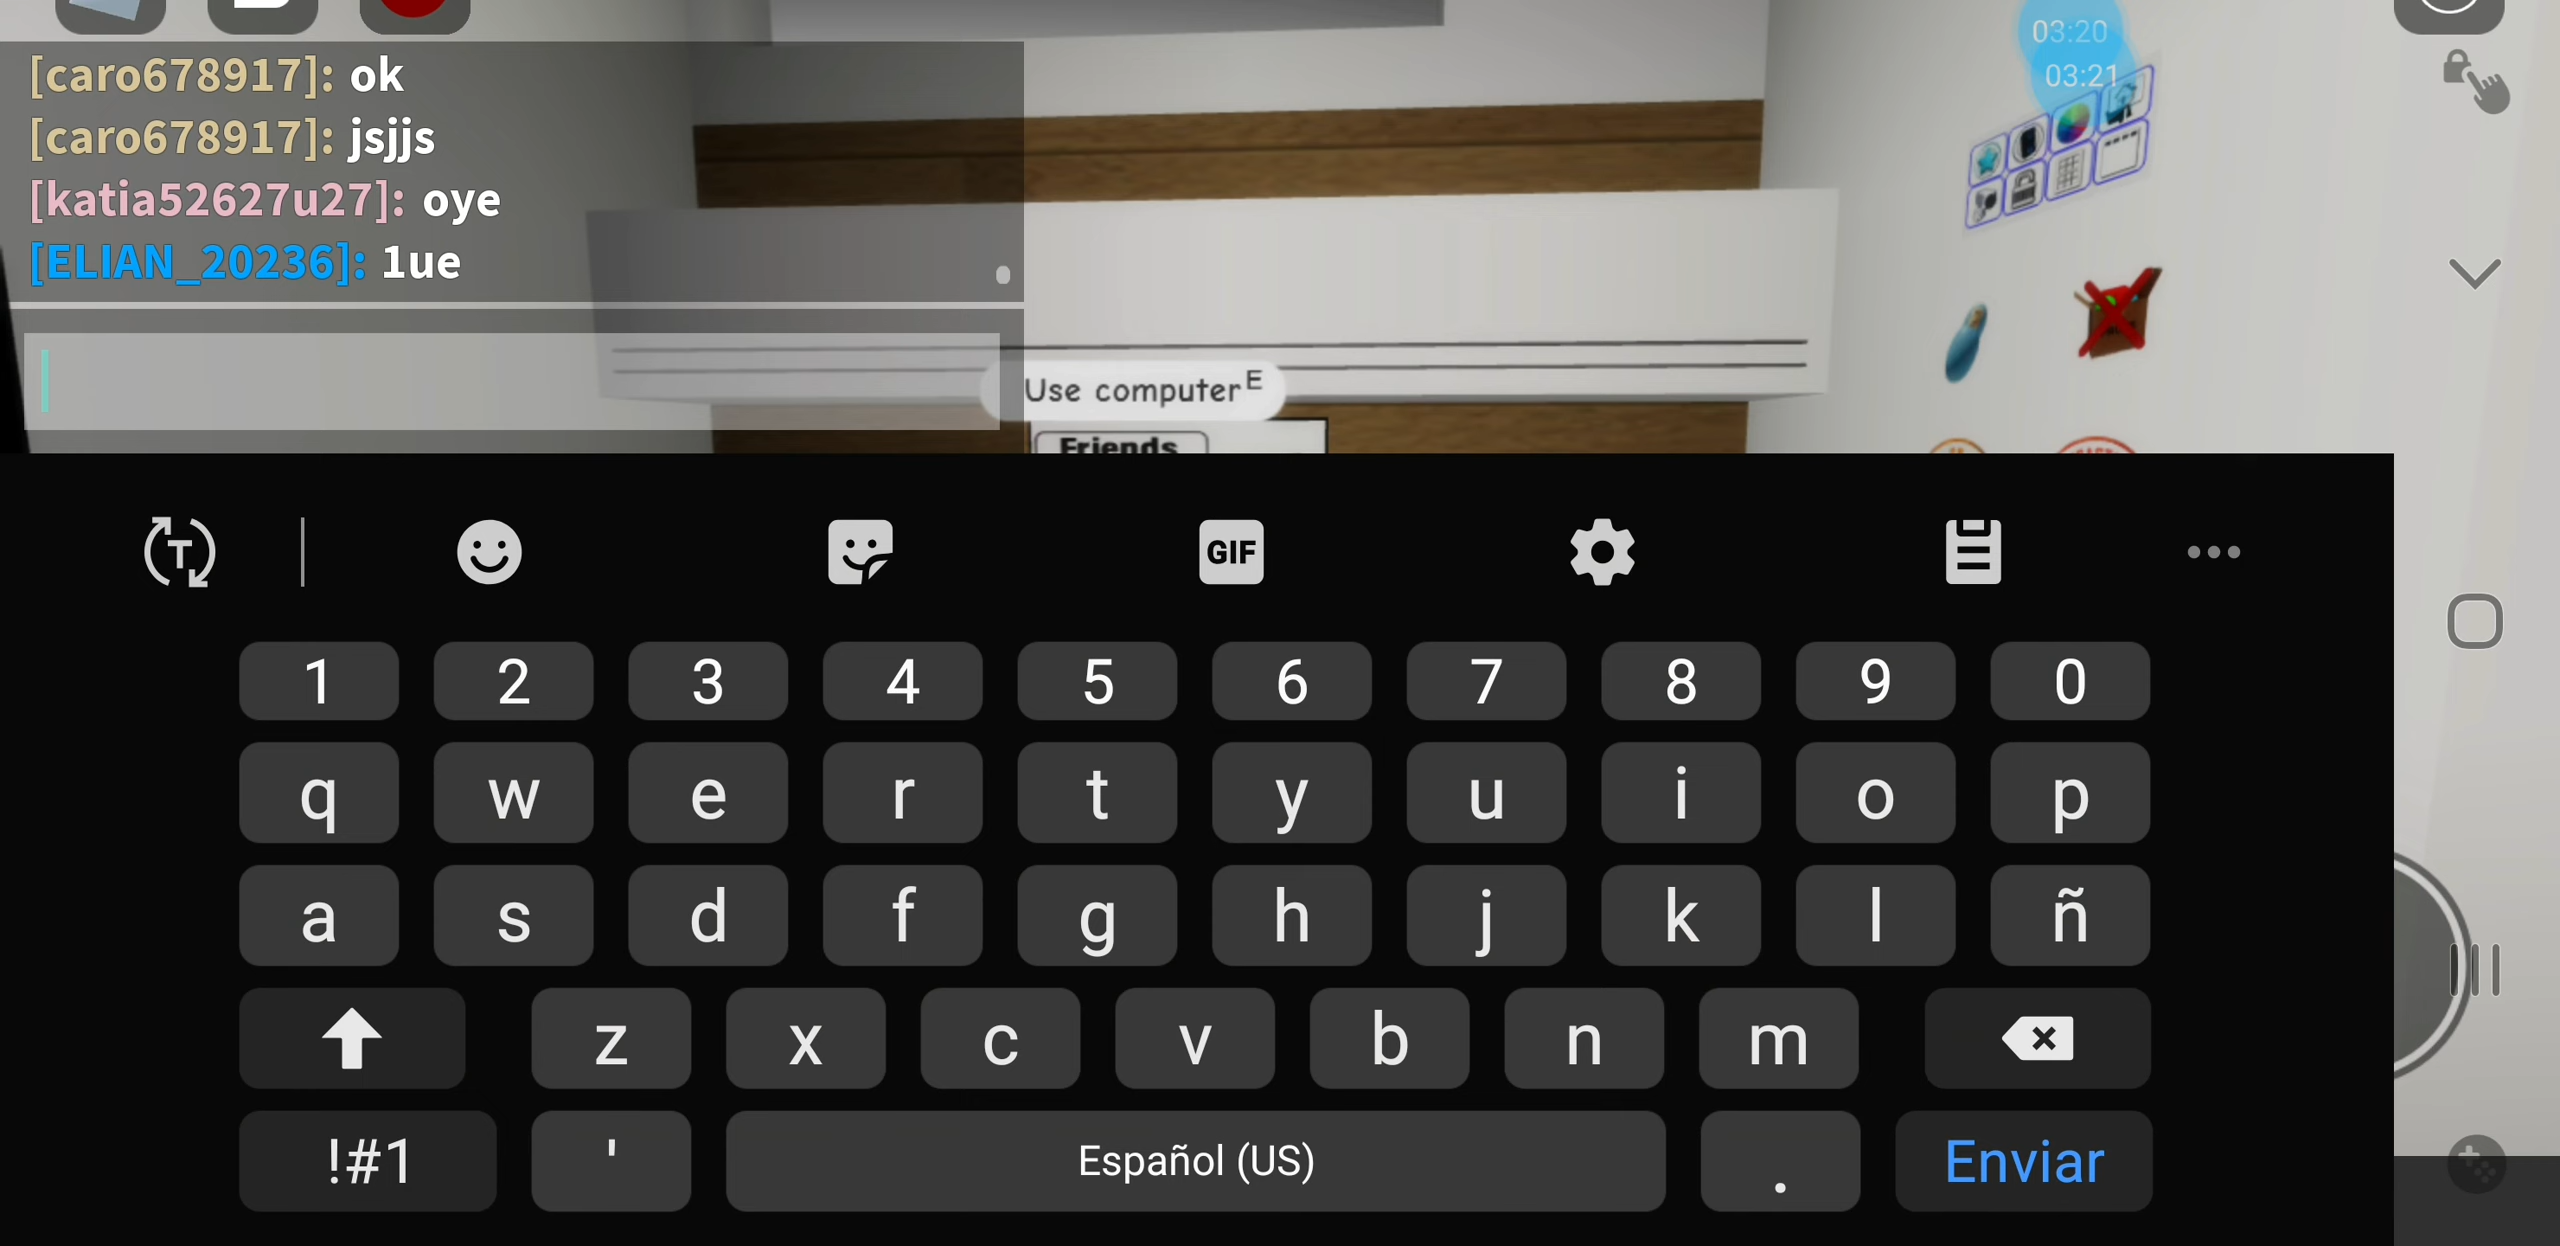 03:20
03:21
[caro678917]: ok
[caro678917]: jsjjs
[katia52627u27]: oye
[ELIAN_20236]: 1ue
Use computer E
Friends
T
GIF
1 2 3 4 5 6 7 8 9 0
q w e r t y u i o p
a s d f g h j k l ñ
z x c v b n m
!#1 ' Español (US) . Enviar